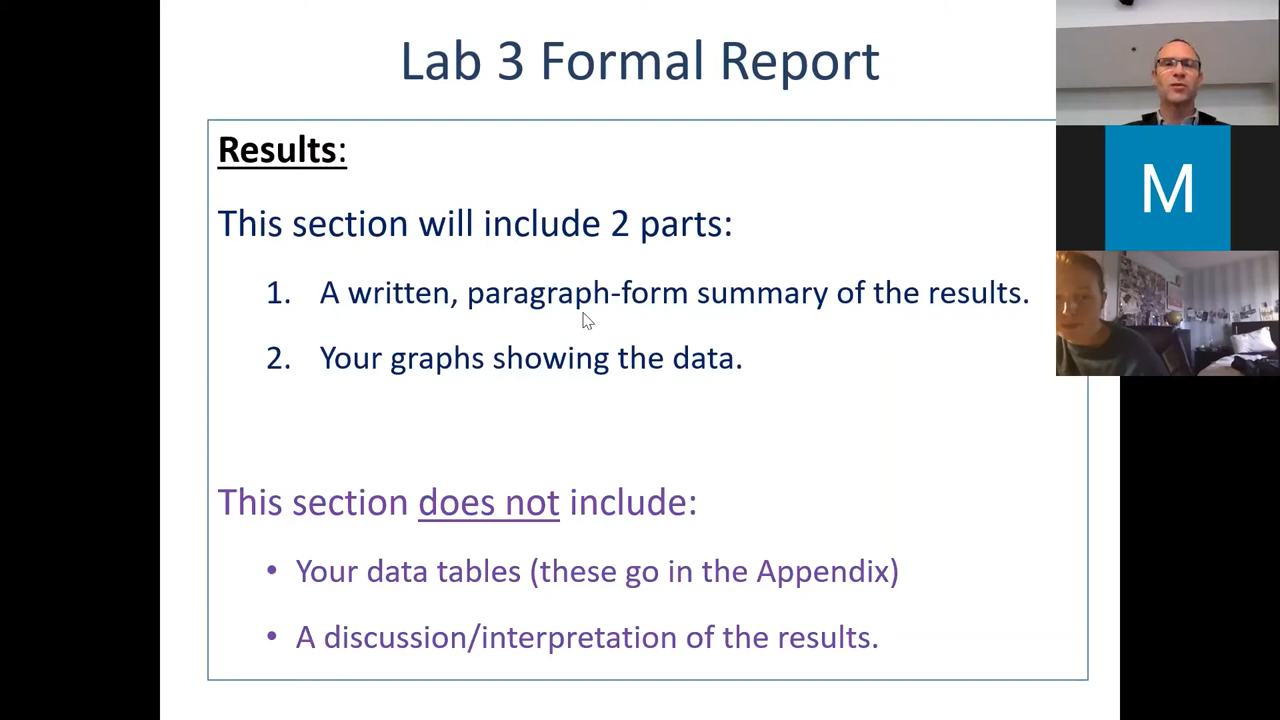 Lab 3 Formal Report
Results:
This section will include 2 parts:
1. A written, paragraph-form summary of the results.
2. Your graphs showing the data.
This section does not include:
• Your data tables (these go in the Appendix)
• A discussion/interpretation of the results.
M